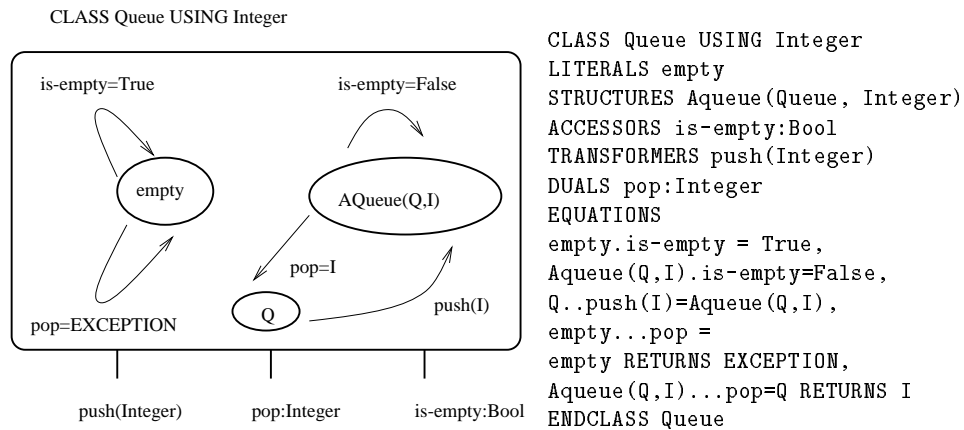 CLASS Queue USING Integer
is-empty=True
is-empty=False
empty
AQueue(Q,I)
pop=I
Q
push(I)
pop=EXCEPTION
push(Integer)
pop:Integer
is-empty:Bool
CLASS Queue USING Integer
LITERALS empty
STRUCTURES Aqueue(Queue, Integer)
ACCESSORS is-empty:Bool
TRANSFORMERS push(Integer)
DUALS pop:Integer
EQUATIONS
empty.is-empty = True,
Aqueue(Q,I).is-empty=False,
Q..push(I)=Aqueue(Q,I),
empty...pop =
empty RETURNS EXCEPTION,
Aqueue(Q,I)...pop=Q RETURNS I
ENDCLASS Queue